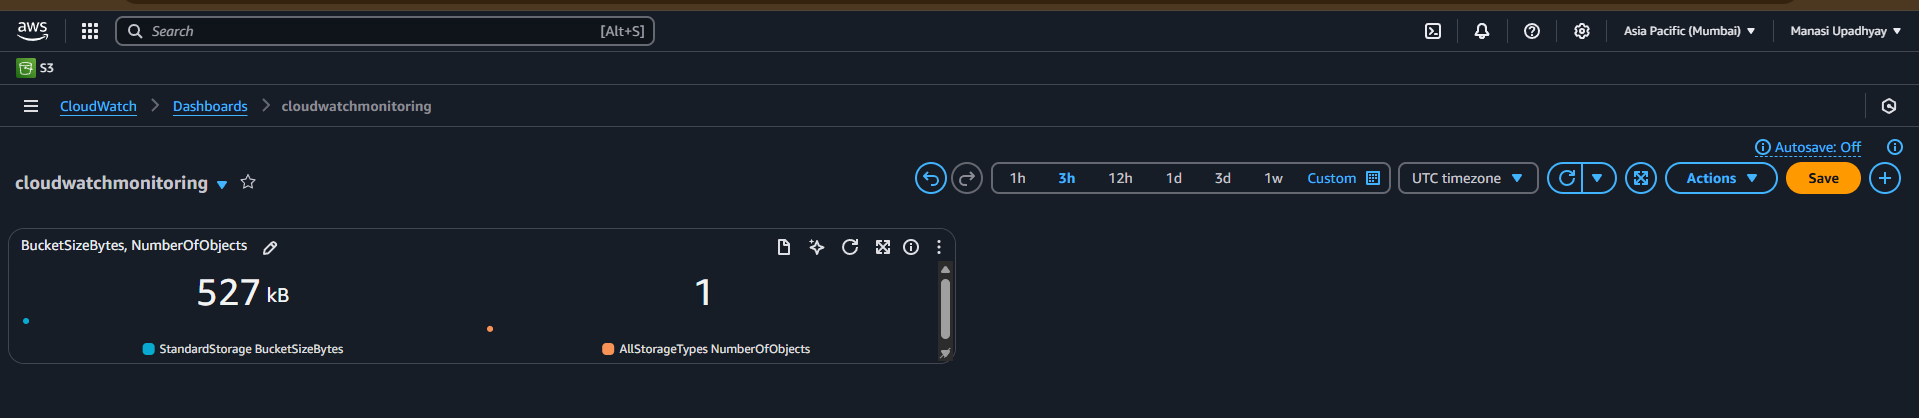 aws
Search [Alt+S] Asia Pacific (Mumbai) Manasi Upadhyay
S3
CloudWatch Dashboards cloudwatchmonitoring
Autosave: Off
cloudwatchmonitoring 1h 3h 12h 1d 3d 1w Custom UTC timezone Actions Save
BucketSizeBytes, NumberOfObjects
527 kB 1
StandardStorage BucketSizeBytes AllStorageTypes NumberOfObjects